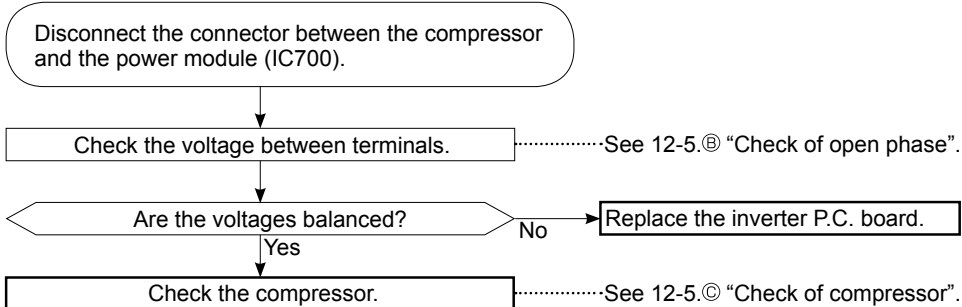 Disconnect the connector between the compressor
and the power module (IC700).
Check the voltage between terminals.
See 12-5.Ⓑ “Check of open phase”.
Are the voltages balanced?
No
Replace the inverter P.C. board.
Yes
Check the compressor.
See 12-5.Ⓒ “Check of compressor”.